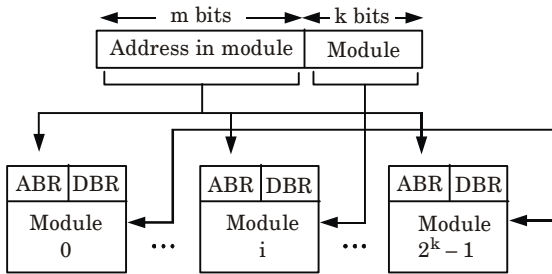 m bits k bits
Address in module Module
ABR DBR ABR DBR ABR DBR
Module Module Module
0 ... i ... 2^k – 1